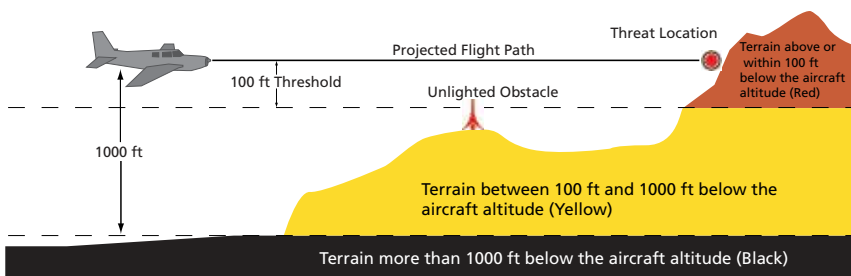 Threat Location
Projected Flight Path
Terrain above or
within 100 ft
below the aircraft
altitude (Red)
100 ft Threshold
Unlighted Obstacle
1000 ft
Terrain between 100 ft and 1000 ft below the
aircraft altitude (Yellow)
Terrain more than 1000 ft below the aircraft altitude (Black)